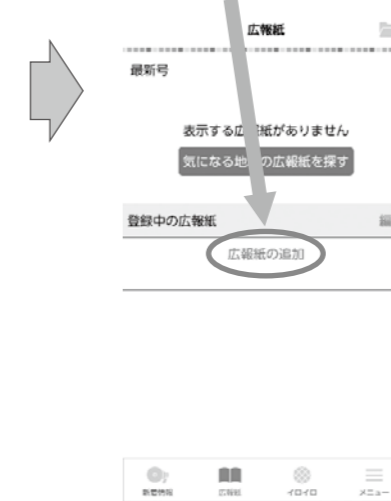 広報紙
最新号
表示する広報紙がありません
気になる地域の広報紙を探す
登録中の広報紙
広報紙の追加
新着情報
広報紙
イロイロ
メニュー